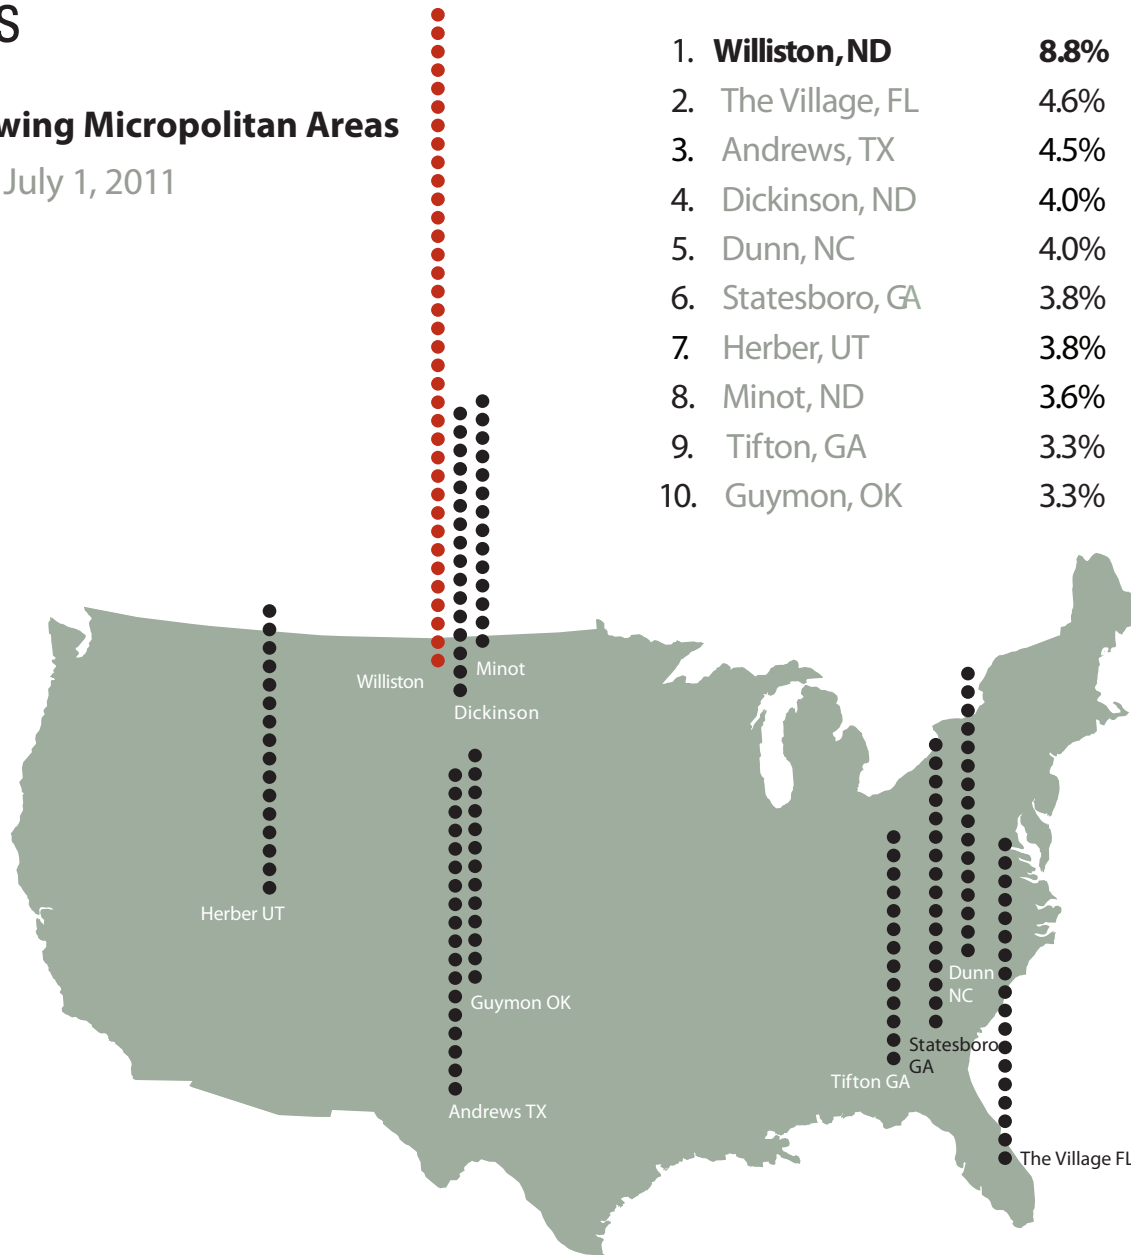 S
wing Micropolitan Areas
July 1, 2011
1. Williston, ND 8.8%
2. The Village, FL 4.6%
3. Andrews, TX 4.5%
4. Dickinson, ND 4.0%
5. Dunn, NC 4.0%
6. Statesboro, GA 3.8%
7. Herber, UT 3.8%
8. Minot, ND 3.6%
9. Tifton, GA 3.3%
10. Guymon, OK 3.3%
Minot
Williston
Dickinson
Herber UT
Dunn
NC
Guymon OK
Statesboro
GA
Tifton GA
Andrews TX
The Village FL